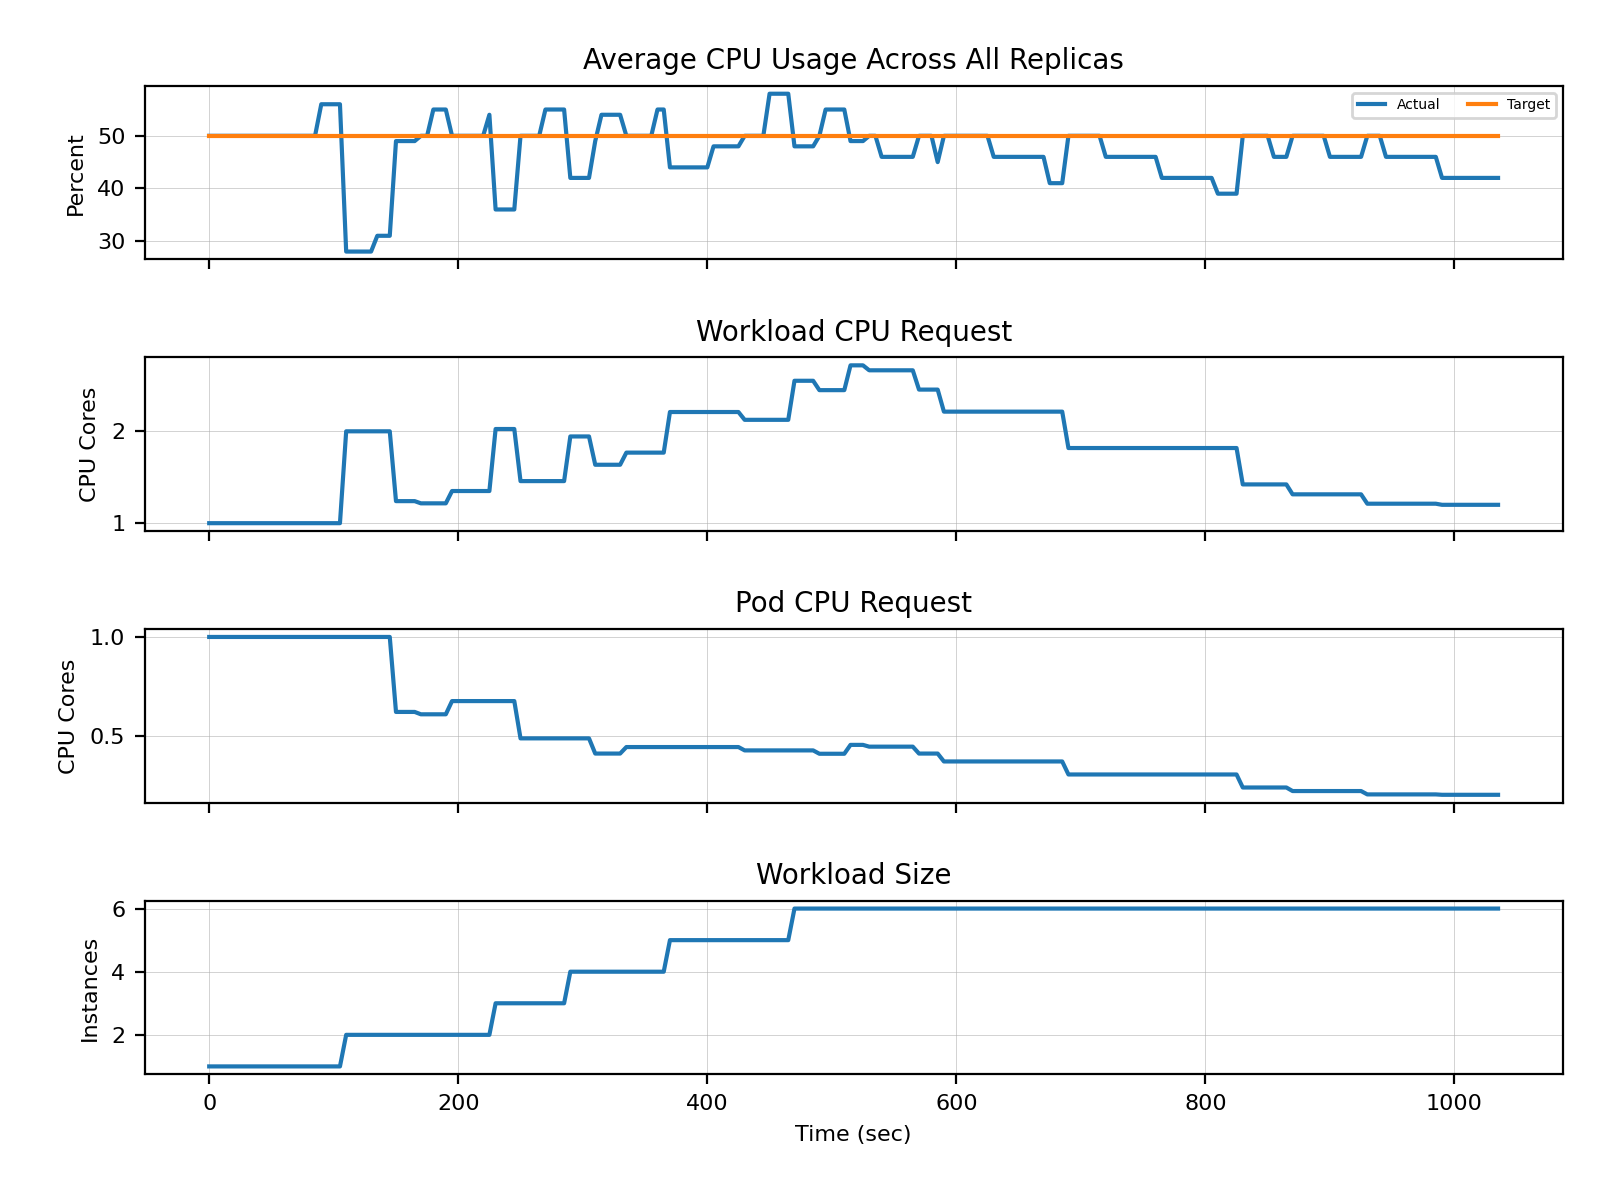 Average CPU Usage Across All Replicas
Percent
50
40
30
Actual
Target
Workload CPU Request
CPU Cores
2
1
Pod CPU Request
CPU Cores
1.0
0.5
Workload Size
Instances
6
4
2
0 200 400 600 800 1000
Time (sec)